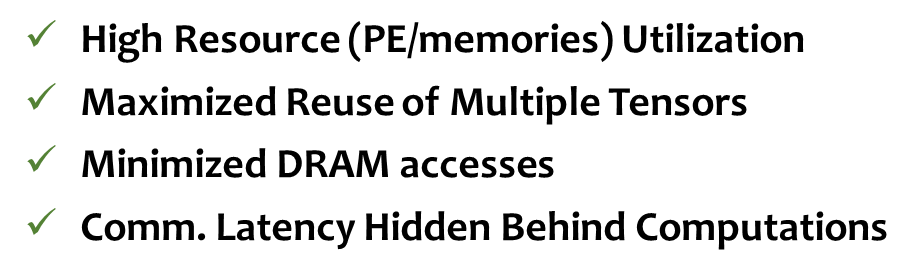 ✓ High Resource (PE/memories) Utilization
✓ Maximized Reuse of Multiple Tensors
✓ Minimized DRAM accesses
✓ Comm. Latency Hidden Behind Computations